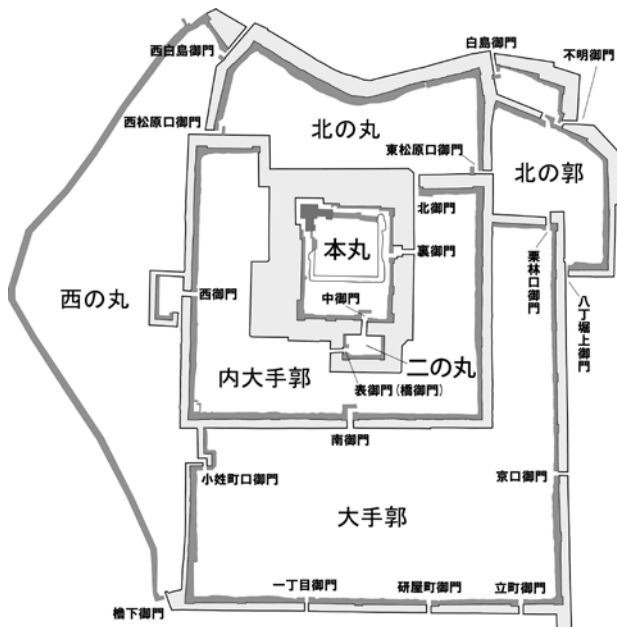 西白島御門
白島御門
不明御門
西松原口御門
北の丸
東松原口御門
北の郭
北御門
本丸
裏御門
栗林口御門
西の丸
西御門
中御門
八丁堀上御門
二の丸
内大手郭
表御門(橋御門)
南御門
小姓町口御門
京口御門
大手郭
一丁目御門
研屋町御門
立町御門
櫓下御門